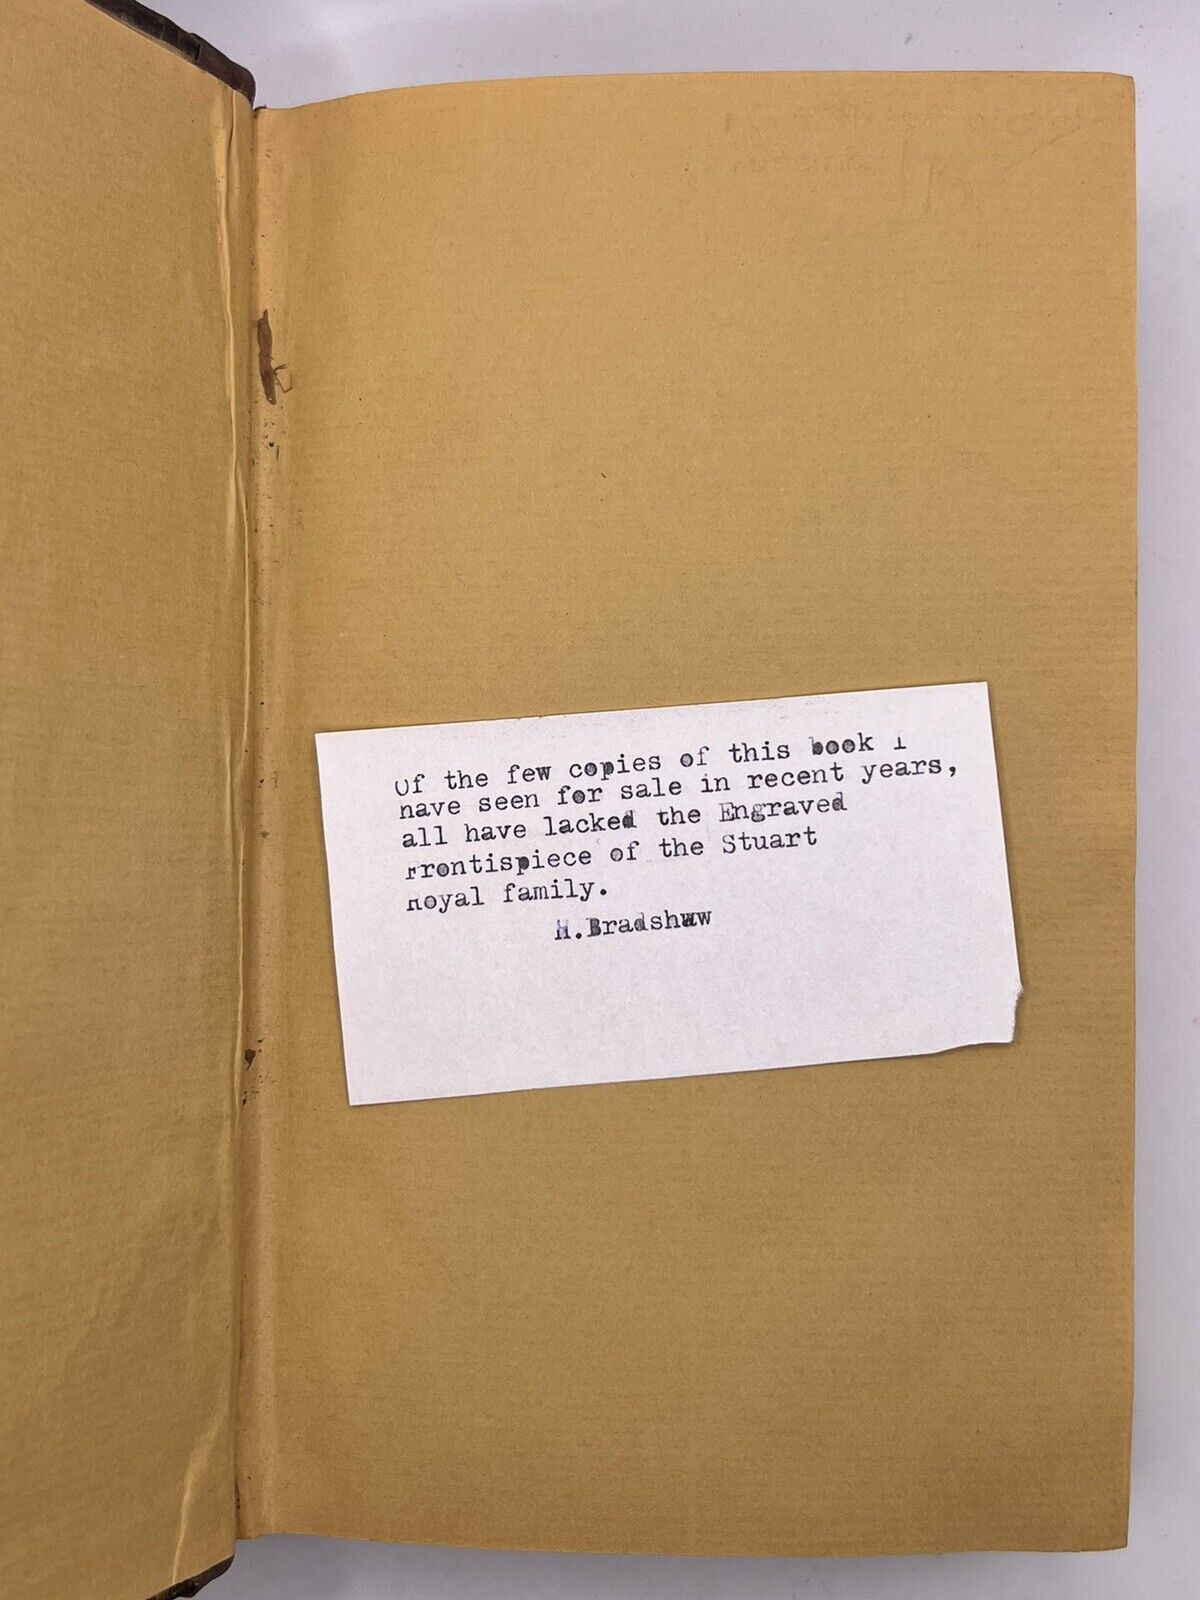 Of the few copies of this book I
have seen for sale in recent years,
all have lacked the Engraved
Frontispiece of the Stuart
Royal family.
H.Bradshaw